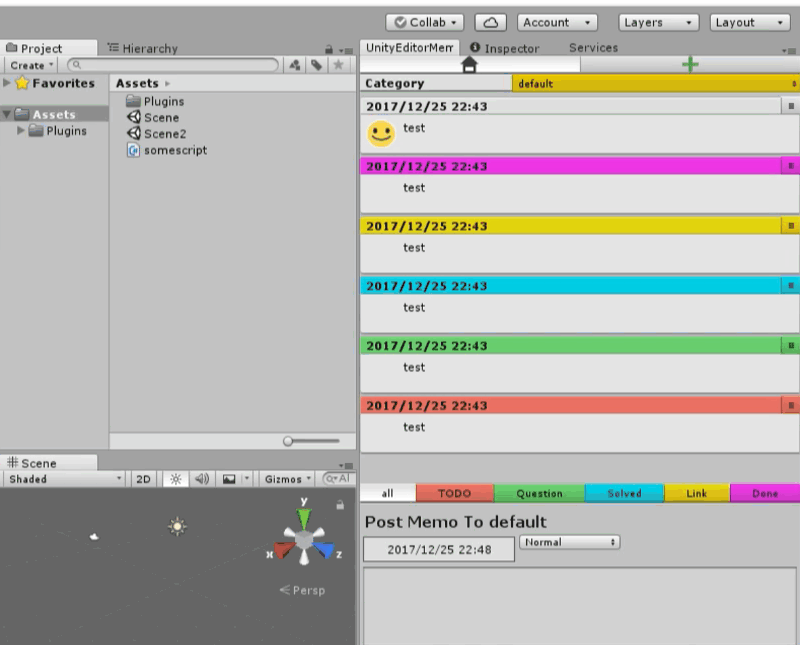 Collab
Account
Layers
Layout
Project
Hierarchy
UnityEditorMem
Inspector
Services
Create
Favorites
Assets
Plugins
Assets
Plugins
Scene
Scene2
somescript
Category
default
2017/12/25 22:43
test
2017/12/25 22:43
test
2017/12/25 22:43
test
2017/12/25 22:43
test
2017/12/25 22:43
test
2017/12/25 22:43
test
all
TODO
Question
Solved
Link
Done
Scene
Shaded
2D
Gizmos
All
y
x
z
Persp
Post Memo To default
2017/12/25 22:48
Normal